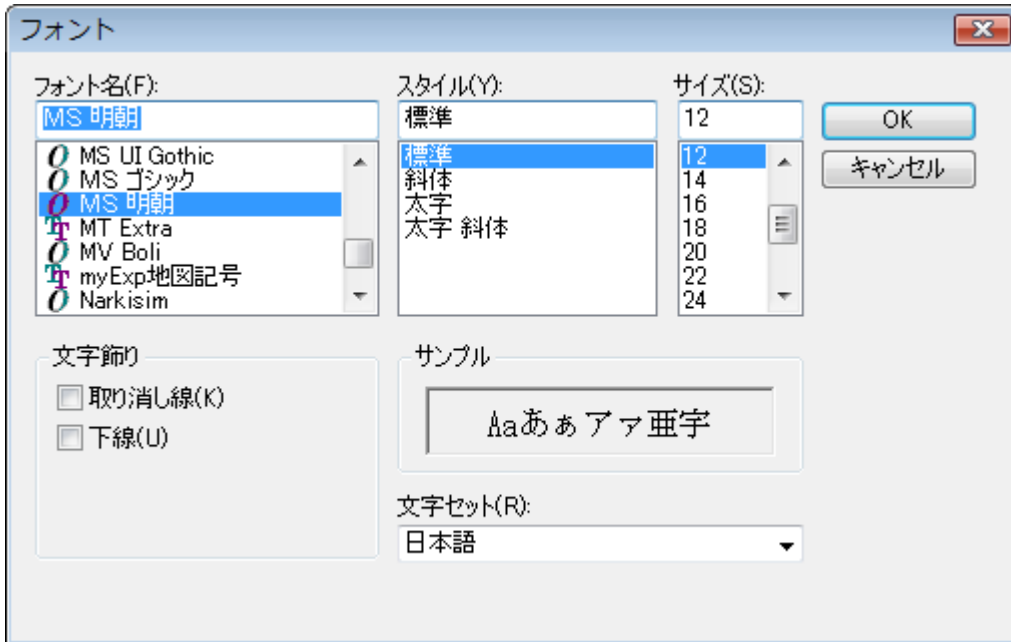 フォント
フォント名(F):
MS 明朝
MS UI Gothic
MS ゴシック
MS 明朝
MT Extra
MV Boli
myExp地図記号
Narkisim
スタイル(Y):
標準
標準
斜体
太字
太字 斜体
サイズ(S):
12
12
14
16
18
20
22
24
OK
キャンセル
文字飾り
取り消し線(K)
下線(U)
サンプル
Aaあぁアァ亜宇
文字セット(R):
日本語